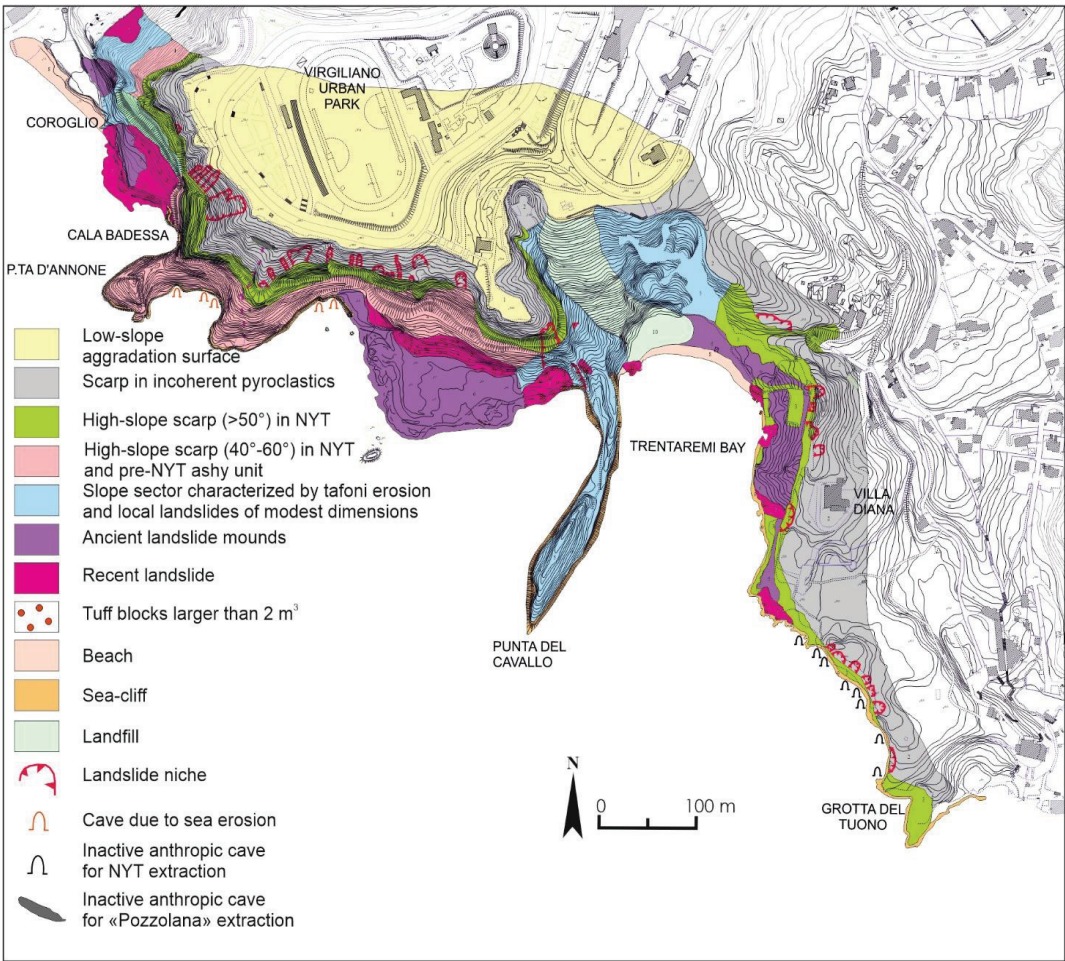 VIRGILIANO
URBAN
PARK
COROGLIO
CALA BADESSA
P.TA D'ANNONE
TRENTAREMI BAY
VILLA
DIANA
PUNTA DEL
CAVALLO
GROTTA DEL
TUONO
Low-slope
aggradation surface
Scarp in incoherent pyroclastics
High-slope scarp (>50°) in NYT
High-slope scarp (40°-60°) in NYT
and pre-NYT ashy unit
Slope sector characterized by tafoni erosion
and local landslides of modest dimensions
Ancient landslide mounds
Recent landslide
Tuff blocks larger than 2 m³
Beach
Sea-cliff
Landfill
Landslide niche
Cave due to sea erosion
Inactive anthropic cave
for NYT extraction
Inactive anthropic cave
for «Pozzolana» extraction
N
0 100 m